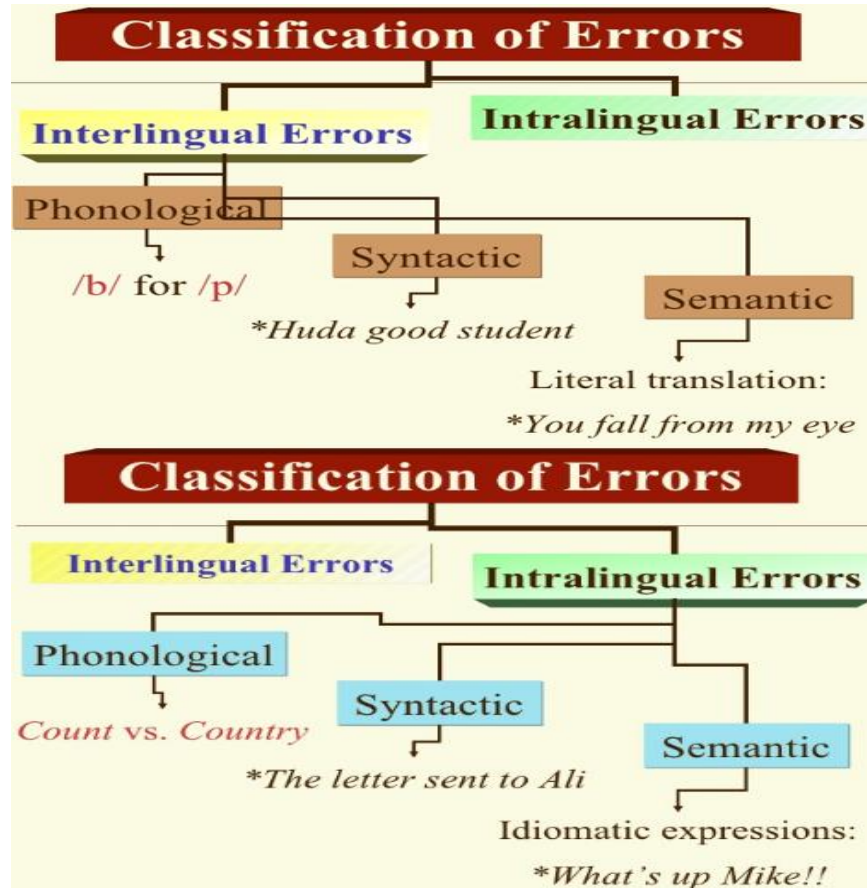 Classification of Errors
Interlingual Errors
Intralingual Errors
Phonological
/b/ for /p/
Syntactic
*Huda good student
Semantic
Literal translation:
*You fall from my eye
Classification of Errors
Interlingual Errors
Intralingual Errors
Phonological
Count vs. Country
Syntactic
*The letter sent to Ali
Semantic
Idiomatic expressions:
*What's up Mike!!